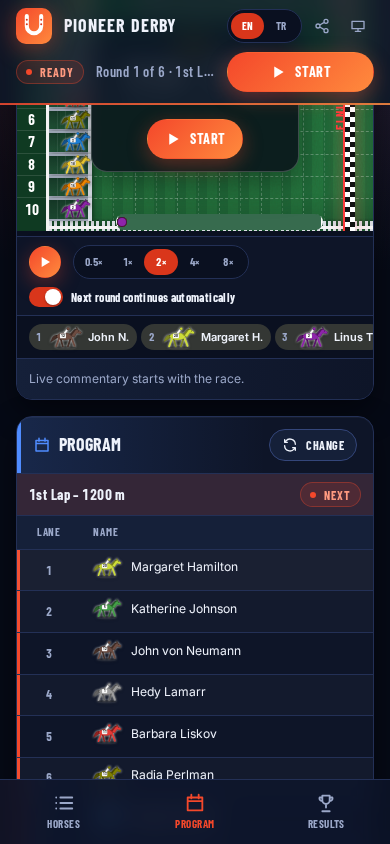 PIONEER DERBY
EN TR
READY
Round 1 of 6 · 1st L...
START
6
7
8
9
10
START
0.5× 1× 2× 4× 8×
Next round continues automatically
1 John N.
2 Margaret H.
3 Linus T
Live commentary starts with the race.
PROGRAM
CHANGE
1st Lap – 1200 m
NEXT
LANE NAME
1 Margaret Hamilton
2 Katherine Johnson
3 John von Neumann
4 Hedy Lamarr
5 Barbara Liskov
6 Radia Perlman
HORSES PROGRAM RESULTS